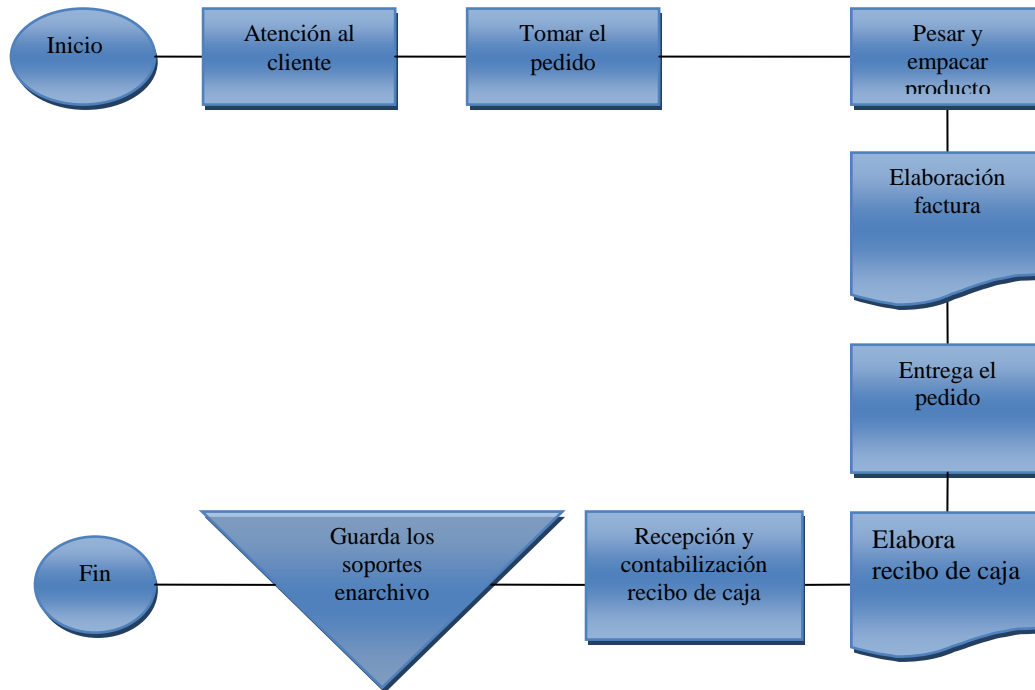 Inicio
Atención al
cliente
Tomar el
pedido
Pesar y
empacar
producto
Elaboración
factura
Entrega el
pedido
Elabora
recibo de caja
Recepción y
contabilización
recibo de caja
Guarda los
soportes
enarchivo
Fin